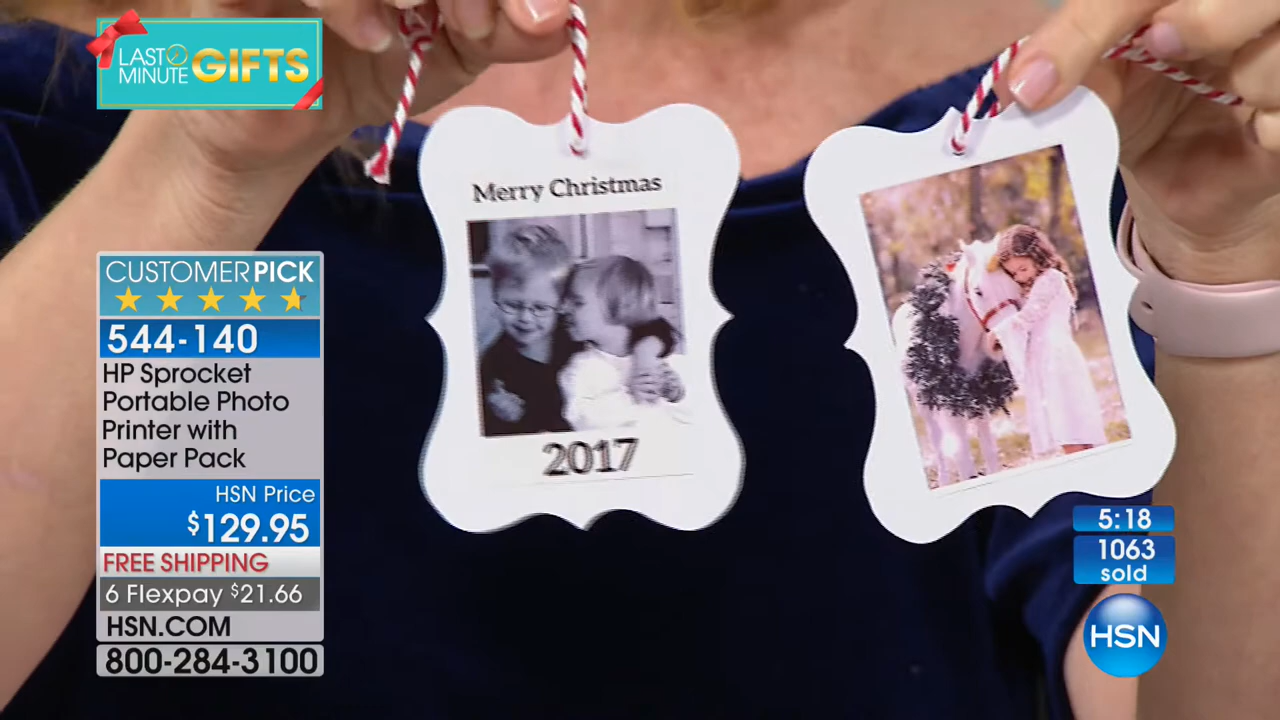 LAST
MINUTE GIFTS
CUSTOMER PICK
544-140
HP Sprocket
Portable Photo
Printer with
Paper Pack
HSN Price
$129.95
FREE SHIPPING
6 Flexpay $21.66
HSN.COM
800-284-3100
Merry Christmas
2017
5:18
1063
sold
HSN